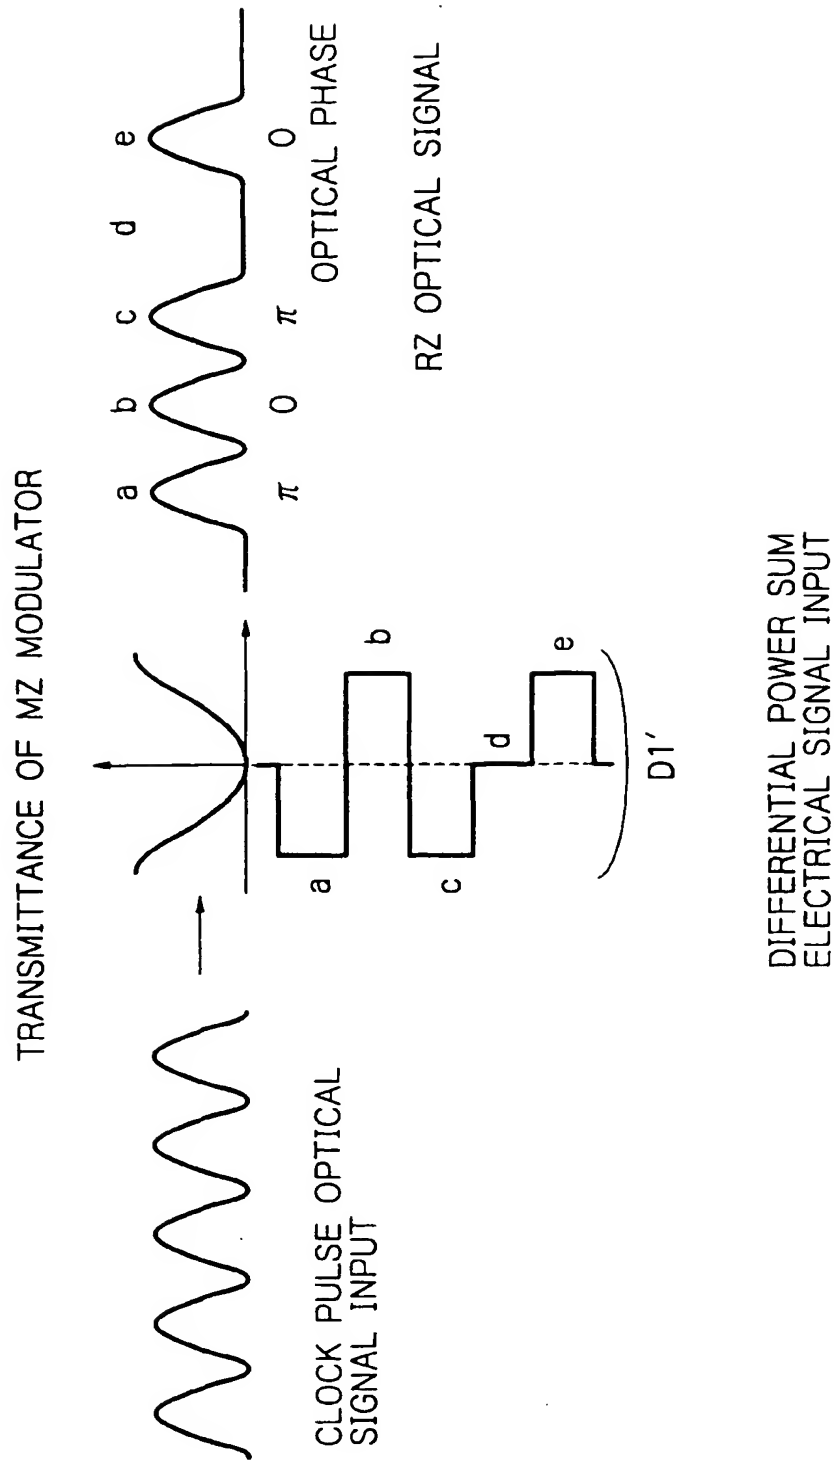 TRANSMITTANCE OF MZ MODULATOR
a b c d e
π 0 π 0
OPTICAL PHASE
RZ OPTICAL SIGNAL
CLOCK PULSE OPTICAL
SIGNAL INPUT
a
b
c
d
e
D1′
DIFFERENTIAL POWER SUM
ELECTRICAL SIGNAL INPUT